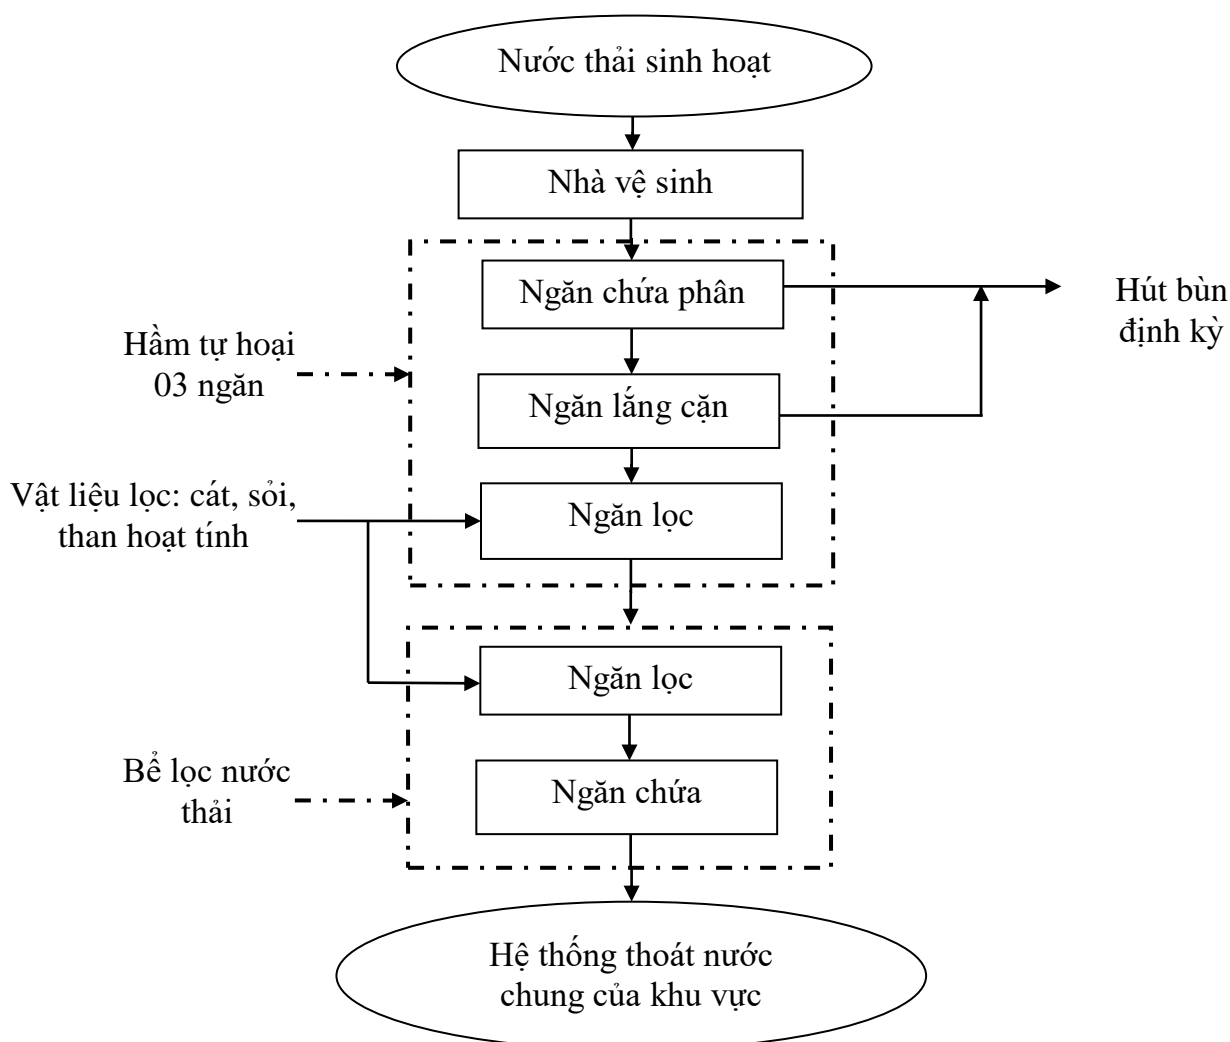 Nước thải sinh hoạt
Nhà vệ sinh
Ngăn chứa phân
Hút bùn
định kỳ
Hầm tự hoại
03 ngăn
Ngăn lắng cặn
Vật liệu lọc: cát, sỏi,
than hoạt tính
Ngăn lọc
Ngăn lọc
Bể lọc nước
thải
Ngăn chứa
Hệ thống thoát nước
chung của khu vực